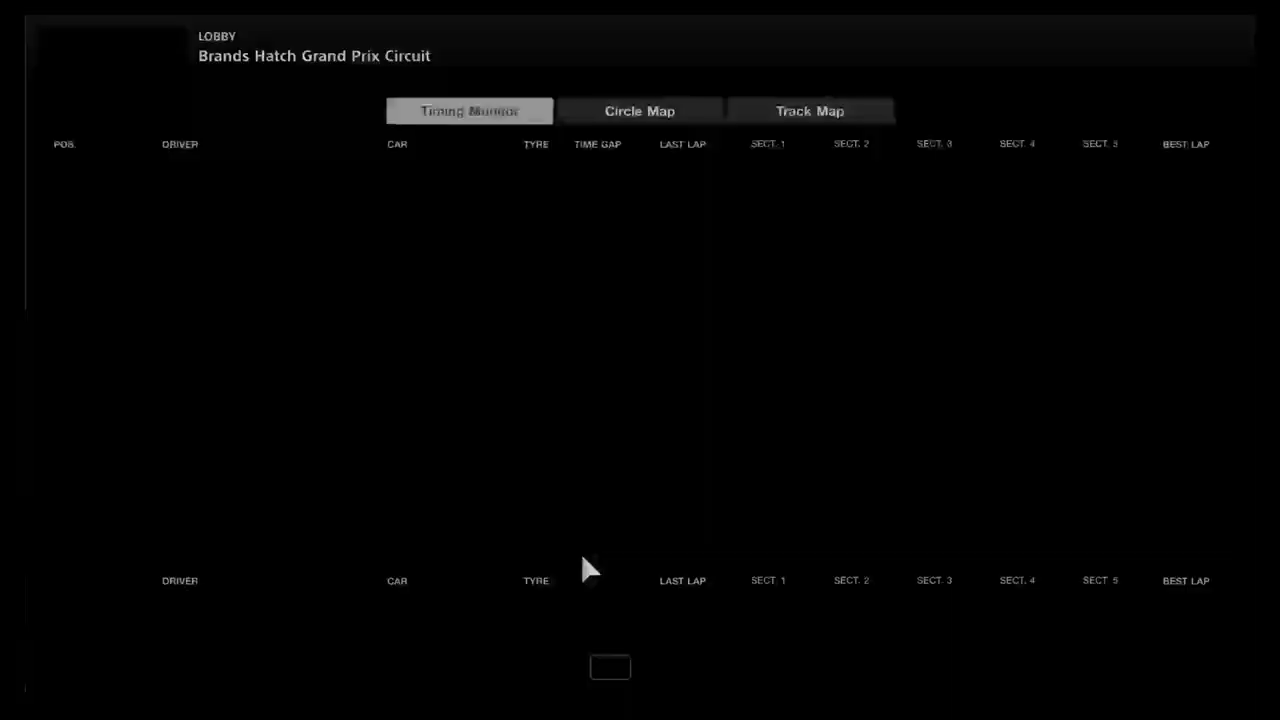 LOBBY
Brands Hatch Grand Prix Circuit
Timing Monitor Circle Map Track Map
POS. DRIVER CAR TYRE TIME GAP LAST LAP SECT. 1 SECT. 2 SECT. 3 SECT. 4 SECT. 5 BEST LAP
DRIVER CAR TYRE LAST LAP SECT. 1 SECT. 2 SECT. 3 SECT. 4 SECT. 5 BEST LAP